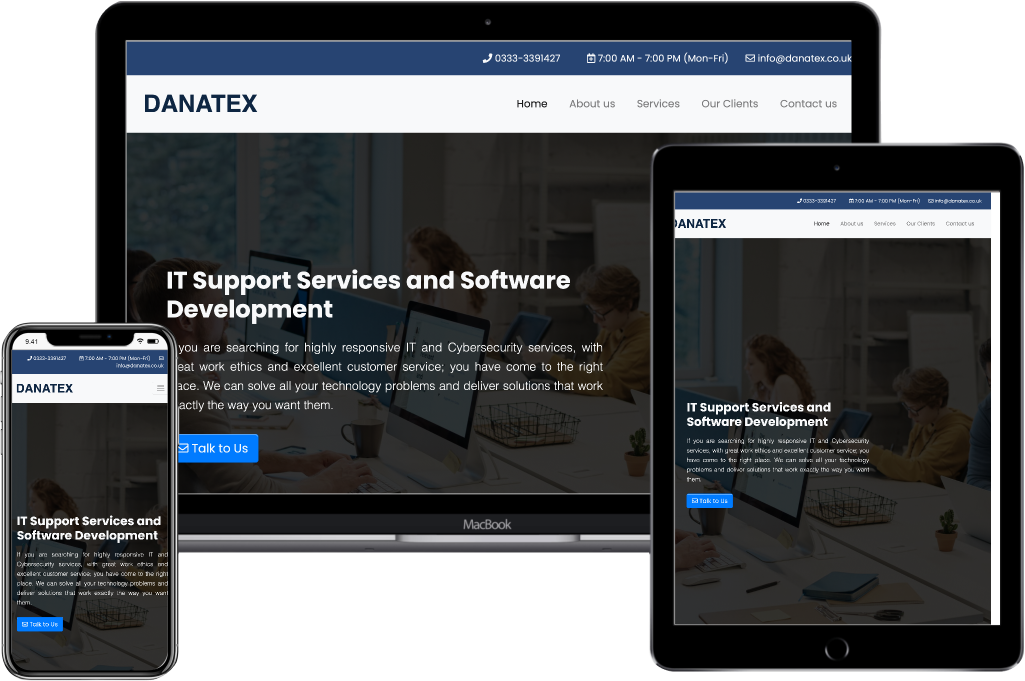 0333-3391427 7:00 AM - 7:00 PM (Mon-Fri) info@danatex.co.uk
DANATEX Home About us Services Our Clients Contact us
IT Support Services and Software
Development
you are searching for highly responsive IT and Cybersecurity services, with
eat work ethics and excellent customer service; you have come to the right
ace. We can solve all your technology problems and deliver solutions that work
actly the way you want them.
Talk to Us
MacBook
0333-3391427 7:00 AM - 7:00 PM (Mon-Fri) info@danatex.co.uk
DANATEX Home About us Services Our Clients Contact us
IT Support Services and
Software Development
If you are searching for highly responsive IT and Cybersecurity
services, with great work ethics and excellent customer service; you
have come to the right place. We can solve all your technology
problems and deliver solutions that work exactly the way you want
them.
Talk to Us
9:41
0333-3391427 7:00 AM - 7:00 PM (Mon-Fri)
info@danatex.co.uk
DANATEX
IT Support Services and
Software Development
If you are searching for highly responsive IT and
Cybersecurity services, with great work ethics and
excellent customer service; you have come to the right
place. We can solve all your technology problems and
deliver solutions that work exactly the way you want
them.
Talk to Us